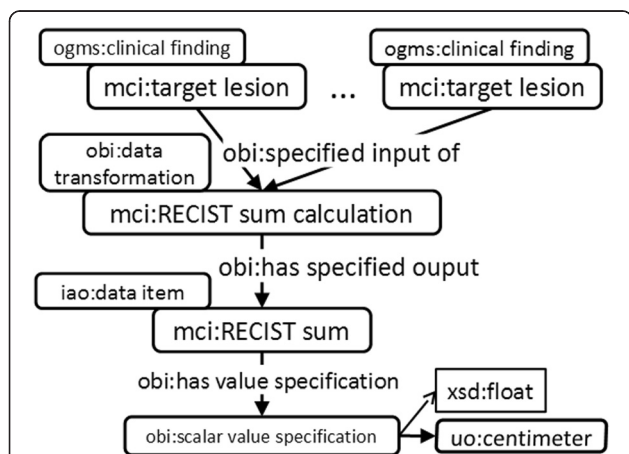 ogms:clinical finding
ogms:clinical finding
mci:target lesion
...
mci:target lesion
obi:specified input of
obi:data
transformation
mci:RECIST sum calculation
obi:has specified ouput
iao:data item
mci:RECIST sum
obi:has value specification
xsd:float
obi:scalar value specification
uo:centimeter